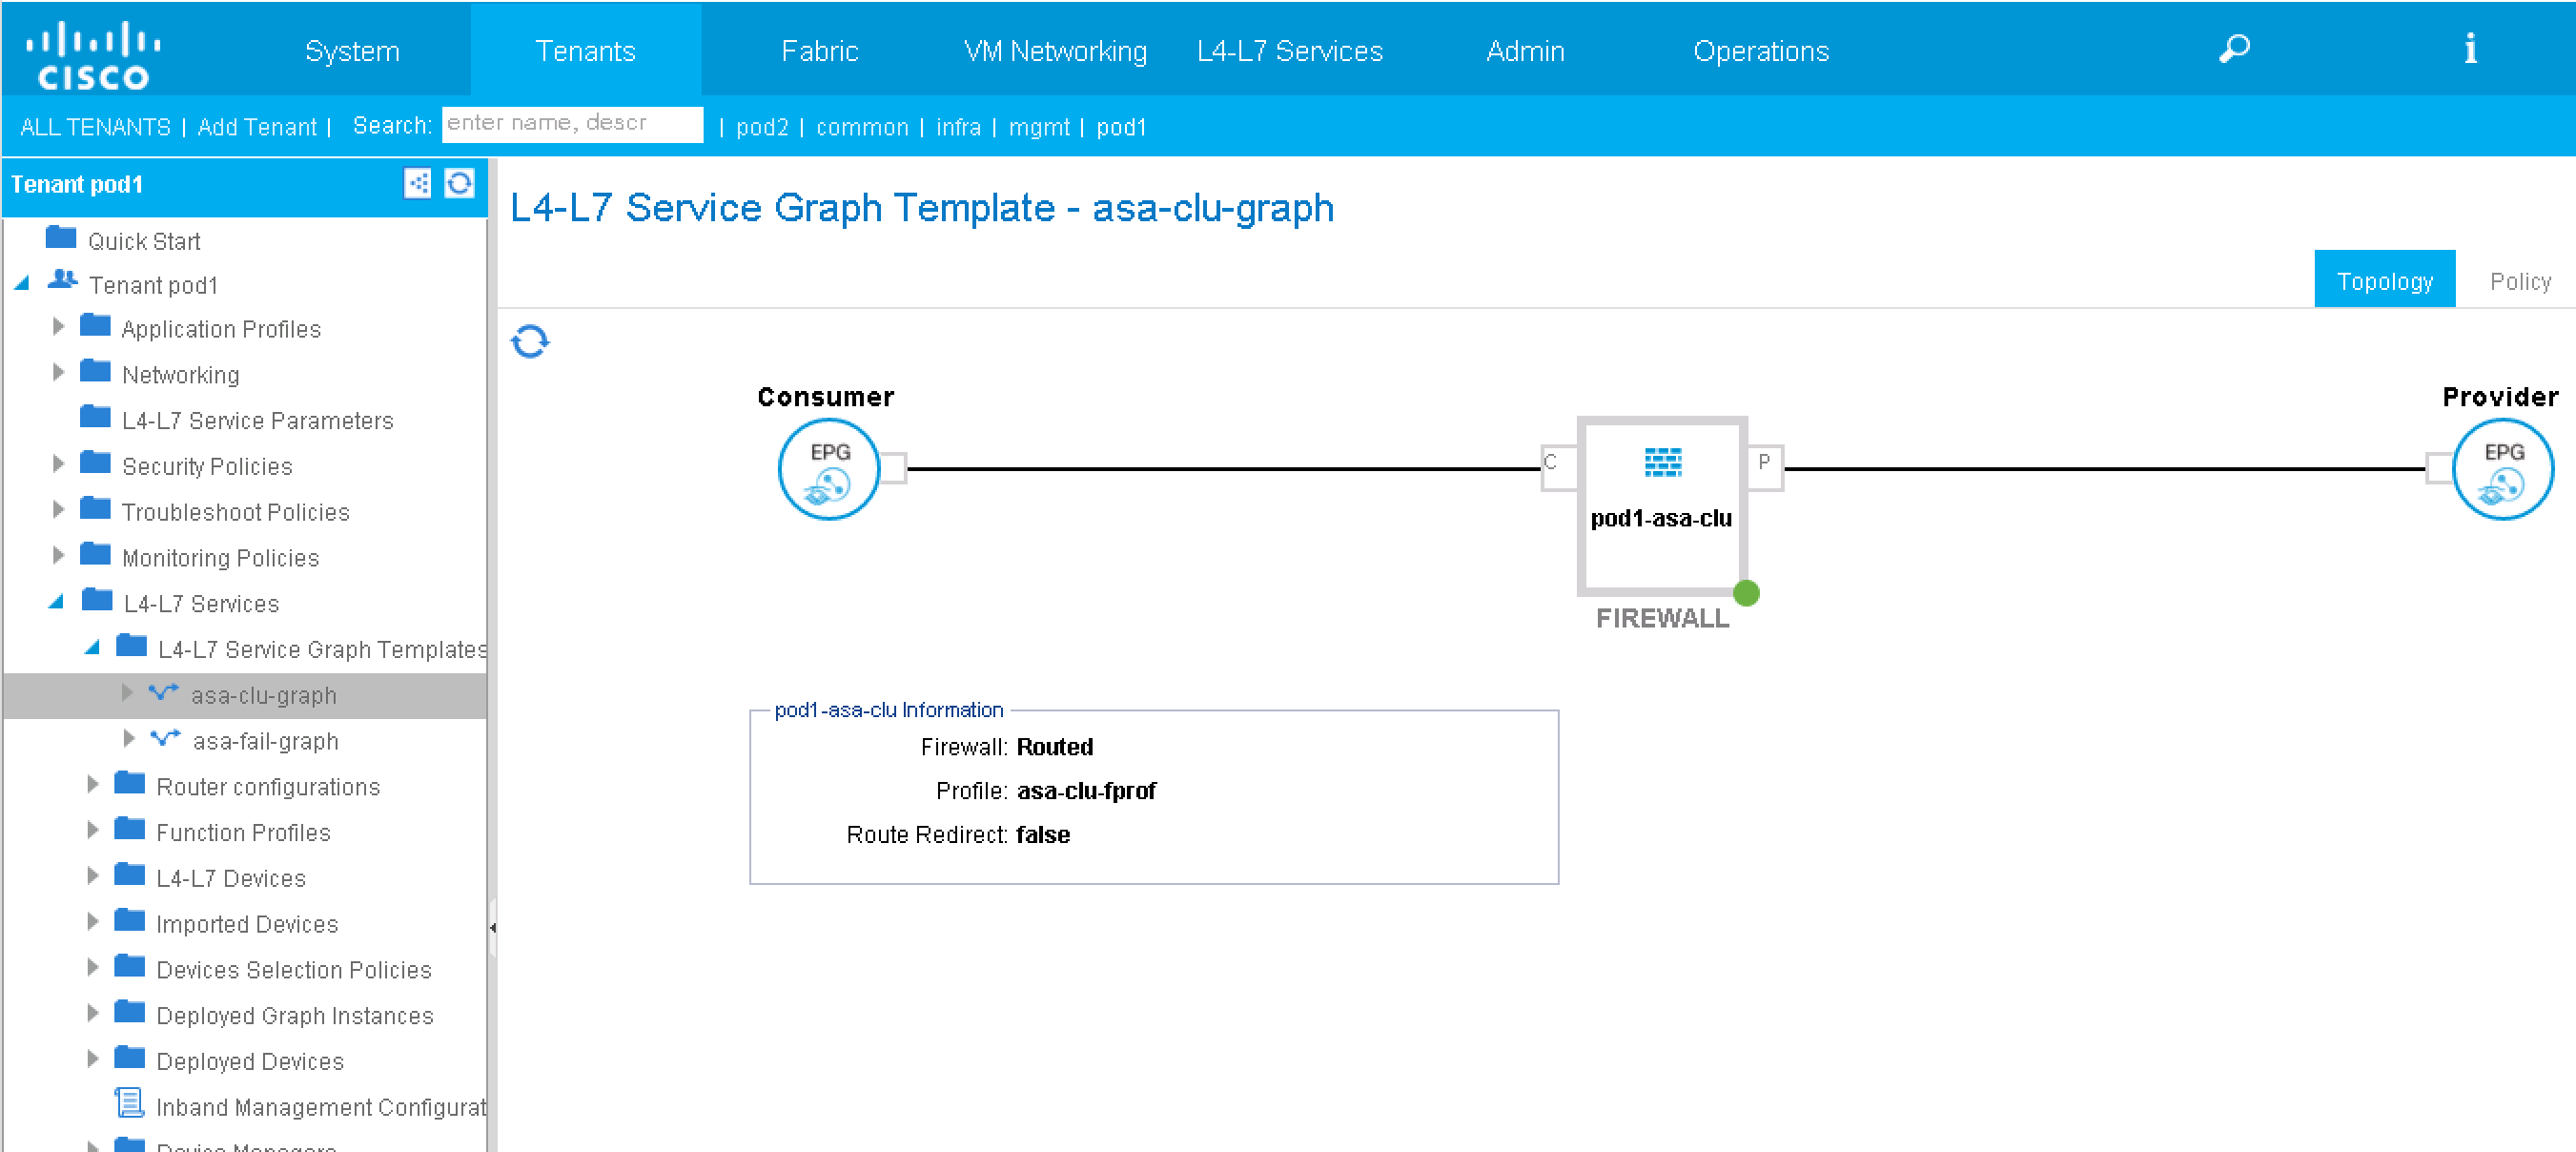 CISCO
System Tenants Fabric VM Networking L4-L7 Services Admin Operations
ALL TENANTS | Add Tenant | Search: enter name, descr | pod2 | common | infra | mgmt | pod1
Tenant pod1
Quick Start
Tenant pod1
Application Profiles
Networking
L4-L7 Service Parameters
Security Policies
Troubleshoot Policies
Monitoring Policies
L4-L7 Services
L4-L7 Service Graph Templates
asa-clu-graph
asa-fail-graph
Router configurations
Function Profiles
L4-L7 Devices
Imported Devices
Devices Selection Policies
Deployed Graph Instances
Deployed Devices
Inband Management Configurat
Device Managers
L4-L7 Service Graph Template - asa-clu-graph
Topology Policy
Consumer
EPG
C
pod1-asa-clu
P
FIREWALL
Provider
EPG
pod1-asa-clu Information
Firewall: Routed
Profile: asa-clu-fprof
Route Redirect: false